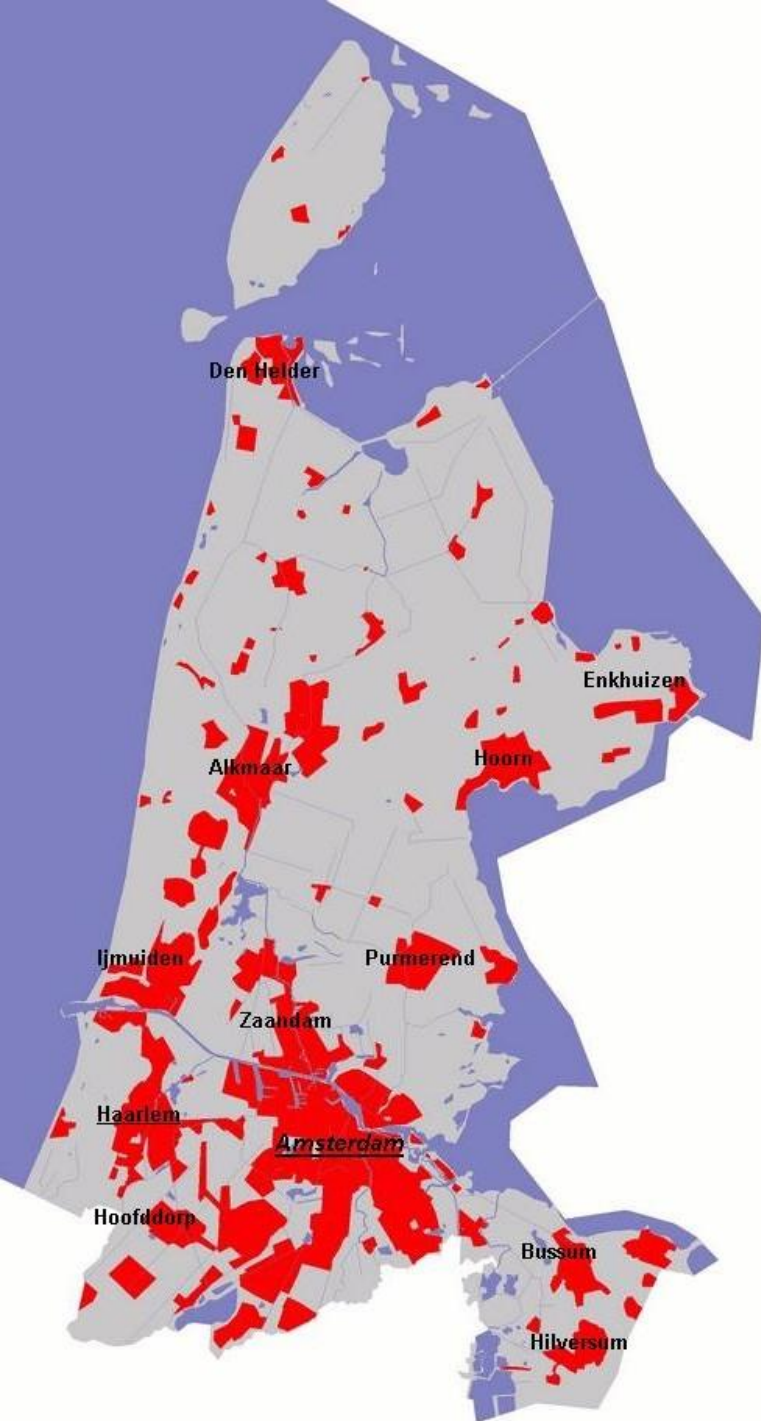 Den Helder
Enkhuizen
Hoorn
Alkmaar
Ijmuiden
Purmerend
Zaandam
Haarlem
Amsterdam
Hoofddorp
Bussum
Hilversum